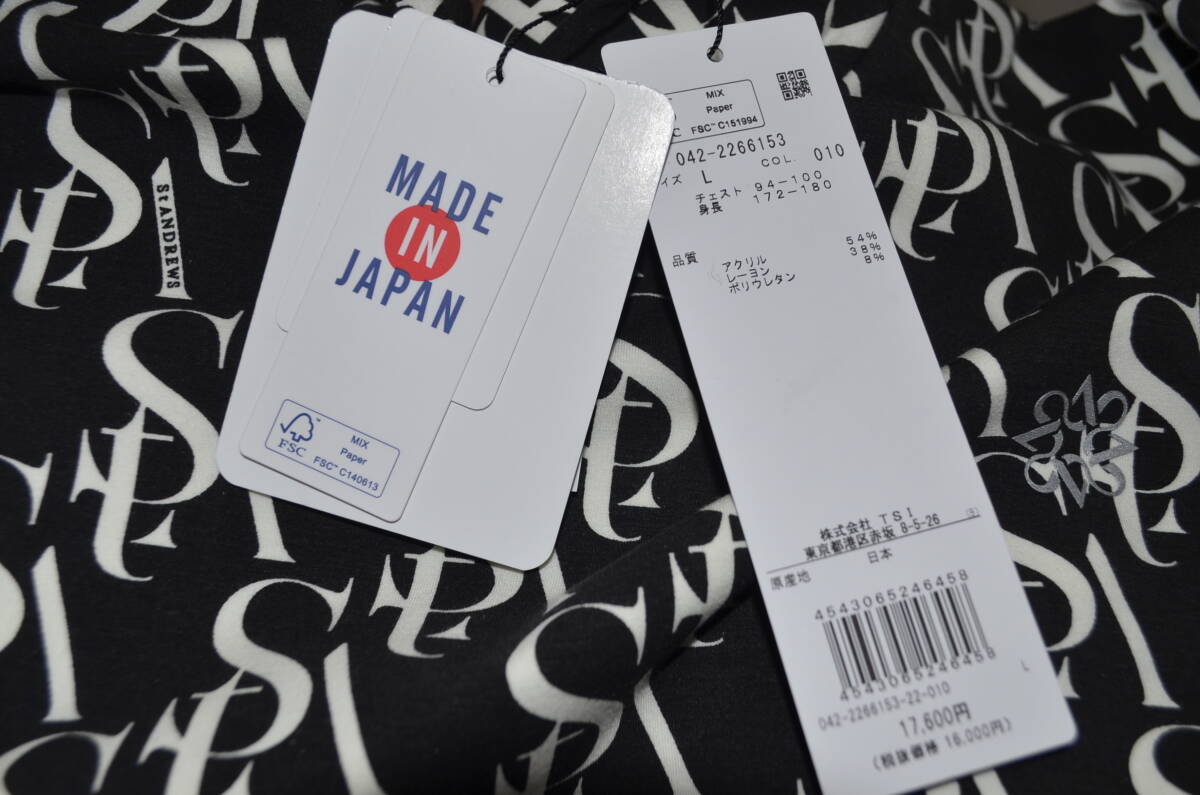 St ANDREWS
MADE
IN
JAPAN
FSC™
MIX
Paper
FSC™ C140613
MIX
Paper
FSC™ C151994
042-2266153
イズ L COL. 010
チェスト 94-100
身長 172-180
品質
アクリル 54%
レーヨン 38%
ポリウレタン 8%
株式会社 TSI
東京都港区赤坂 8-5-26
原産地 日本
4543065246458
4543065246458
042-2266153-22-010 L
17,600円
(税抜価格 16,000円)